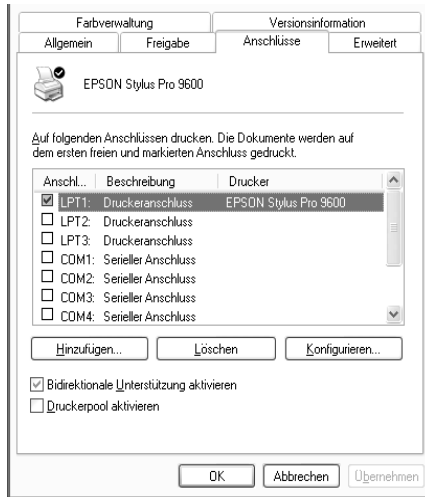 Farbverwaltung Versionsinformation
Allgemein Freigabe Anschlüsse Erweitert
EPSON Stylus Pro 9600
Auf folgenden Anschlüssen drucken. Die Dokumente werden auf
dem ersten freien und markierten Anschluss gedruckt.
Anschl... Beschreibung Drucker
LPT1: Druckeranschluss EPSON Stylus Pro 9600
LPT2: Druckeranschluss
LPT3: Druckeranschluss
COM1: Serieller Anschluss
COM2: Serieller Anschluss
COM3: Serieller Anschluss
COM4: Serieller Anschluss
Hinzufügen... Löschen Konfigurieren...
Bidirektionale Unterstützung aktivieren
Druckerpool aktivieren
OK Abbrechen Übernehmen